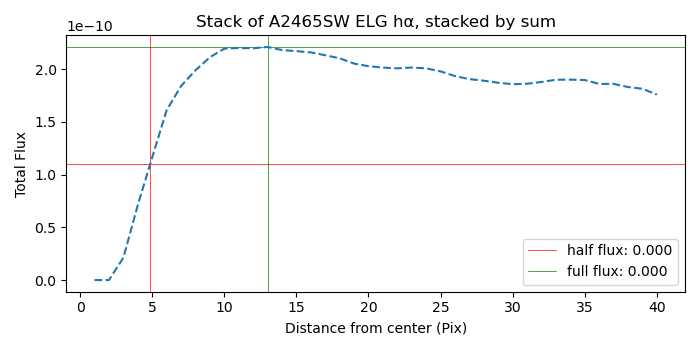 Stack of A2465SW ELG hα, stacked by sum
1e−10
2.0
1.5
1.0
0.5
0.0
Total Flux
half flux: 0.000
full flux: 0.000
0 5 10 15 20 25 30 35 40
Distance from center (Pix)